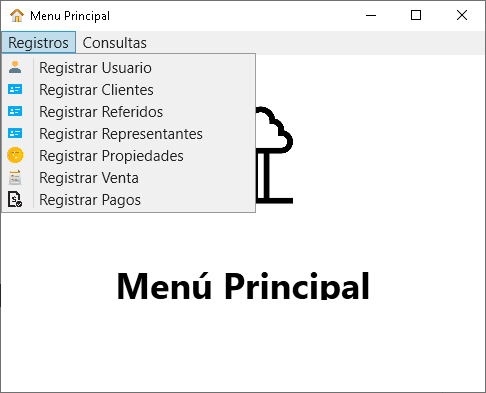 Menu Principal
Registros Consultas
Registrar Usuario
Registrar Clientes
Registrar Referidos
Registrar Representantes
Registrar Propiedades
Registrar Venta
Registrar Pagos
Menú Principal